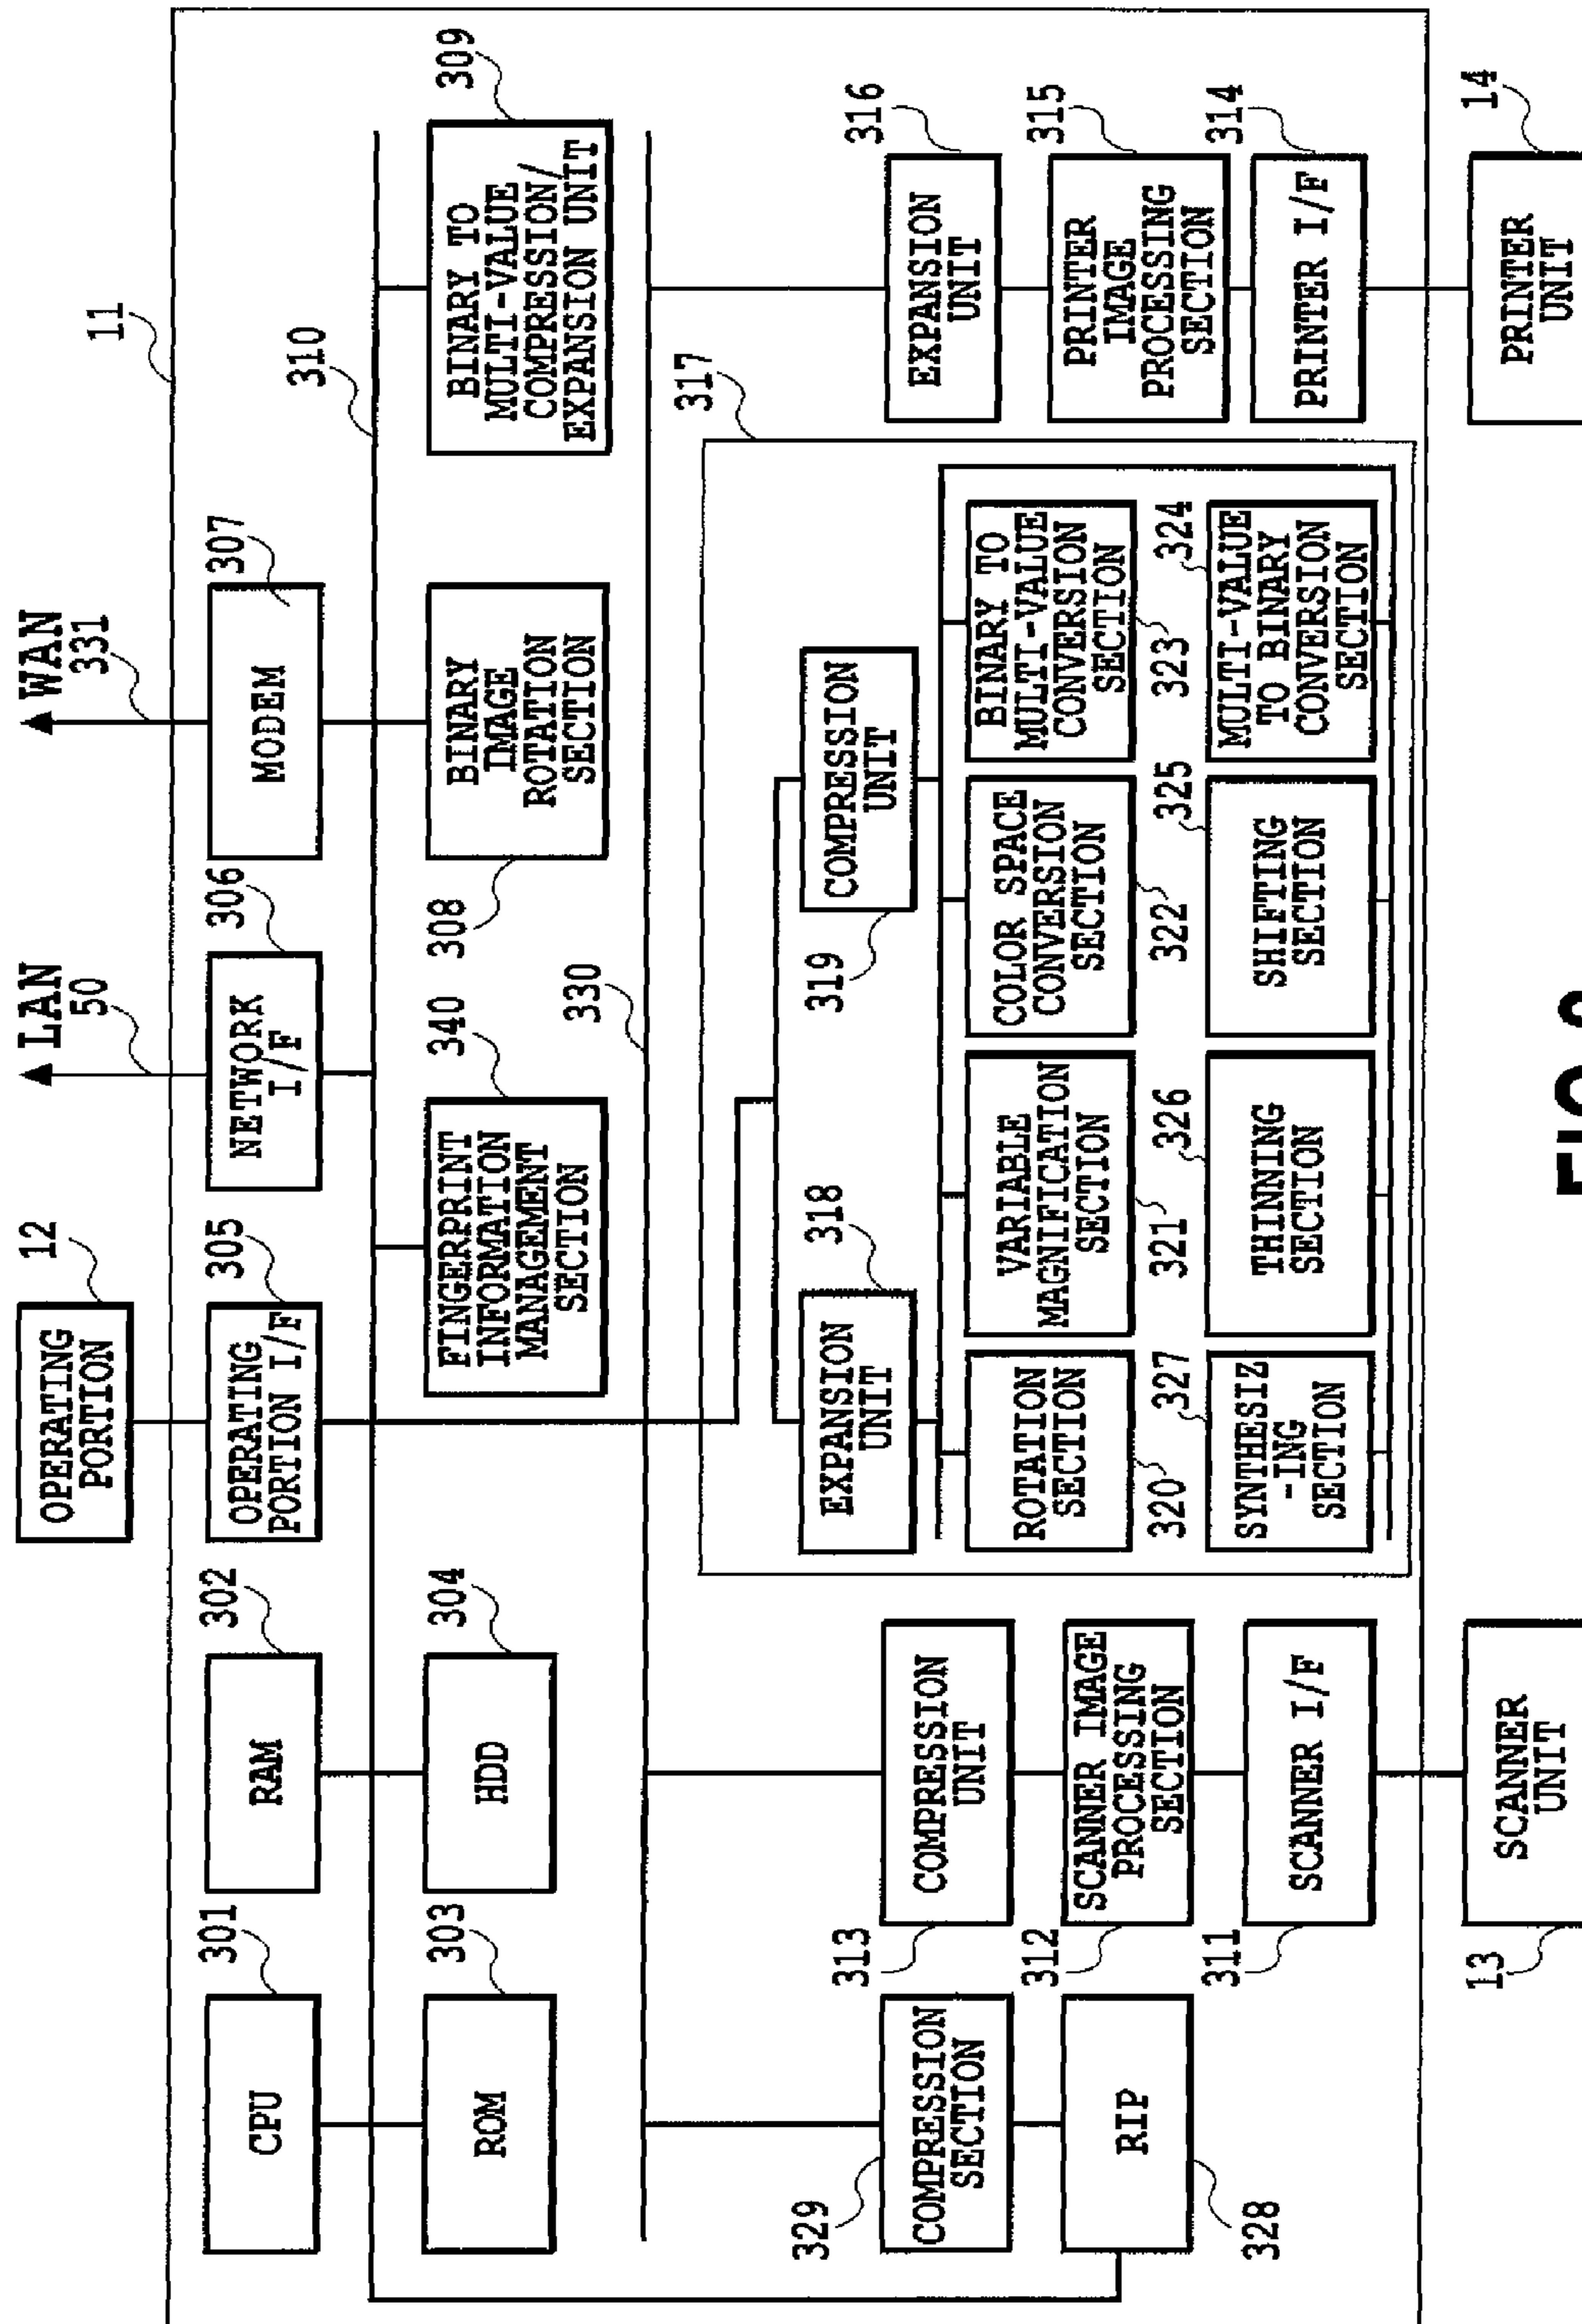 OPERATING
PORTION
12
LAN
50
WAN
331
11
CPU
301
RAM
302
OPERATING
PORTION I/F
305
NETWORK
I/F
306
MODEM
307
310
ROM
303
HDD
304
FINGERPRINT
INFORMATION
MANAGEMENT
SECTION
340
BINARY
IMAGE
ROTATION
SECTION
308
BINARY TO
MULTI-VALUE
COMPRESSION/
EXPANSION UNIT
309
330
317
COMPRESSION
SECTION
329
RIP
328
COMPRESSION
UNIT
313
SCANNER IMAGE
PROCESSING
SECTION
312
SCANNER I/F
311
SCANNER
UNIT
13
EXPANSION
UNIT
318
COMPRESSION
UNIT
319
ROTATION
SECTION
320
VARIABLE
MAGNIFICATION
SECTION
321
COLOR SPACE
CONVERSION
SECTION
322
BINARY TO
MULTI-VALUE
CONVERSION
SECTION
323
SYNTHESIZ
-ING
SECTION
327
THINNING
SECTION
326
SHIFTING
SECTION
325
MULTI-VALUE
TO BINARY
CONVERSION
SECTION
324
EXPANSION
UNIT
316
PRINTER
IMAGE
PROCESSING
SECTION
315
PRINTER I/F
314
PRINTER
UNIT
14